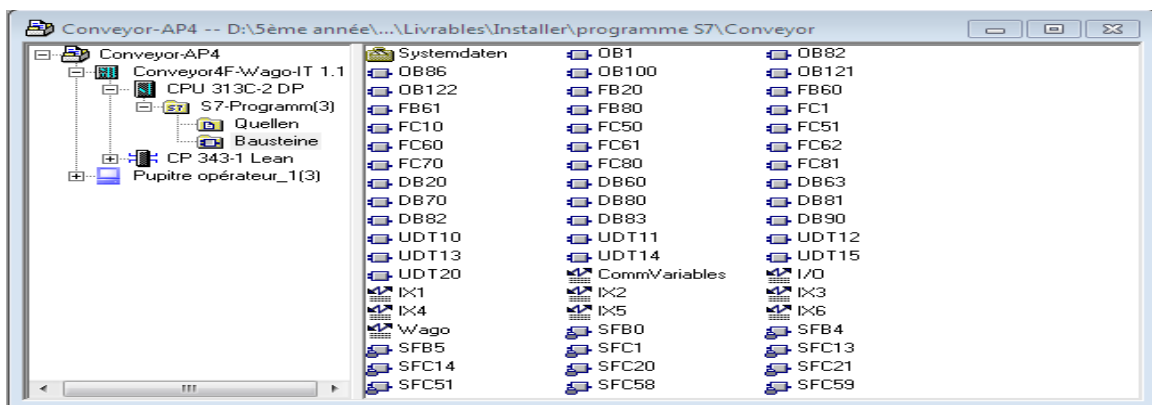 Conveyor-AP4 -- D:\5ème année\...\Livrables\Installer\programme S7\Conveyor
Conveyor-AP4
Conveyor4F-Wago-IT 1.1
CPU 313C-2 DP
S7-Programm(3)
Quellen
Bausteine
CP 343-1 Lean
Pupitre opérateur_1(3)
Systemdaten OB1 OB82
OB86 OB100 OB121
OB122 FB20 FB60
FB61 FB80 FC1
FC10 FC50 FC51
FC60 FC61 FC62
FC70 FC80 FC81
DB20 DB60 DB63
DB70 DB80 DB81
DB82 DB83 DB90
UDT10 UDT11 UDT12
UDT13 UDT14 UDT15
UDT20 CommVariables I/O
IX1 IX2 IX3
IX4 IX5 IX6
Wago SFB0 SFB4
SFB5 SFC1 SFC13
SFC14 SFC20 SFC21
SFC51 SFC58 SFC59